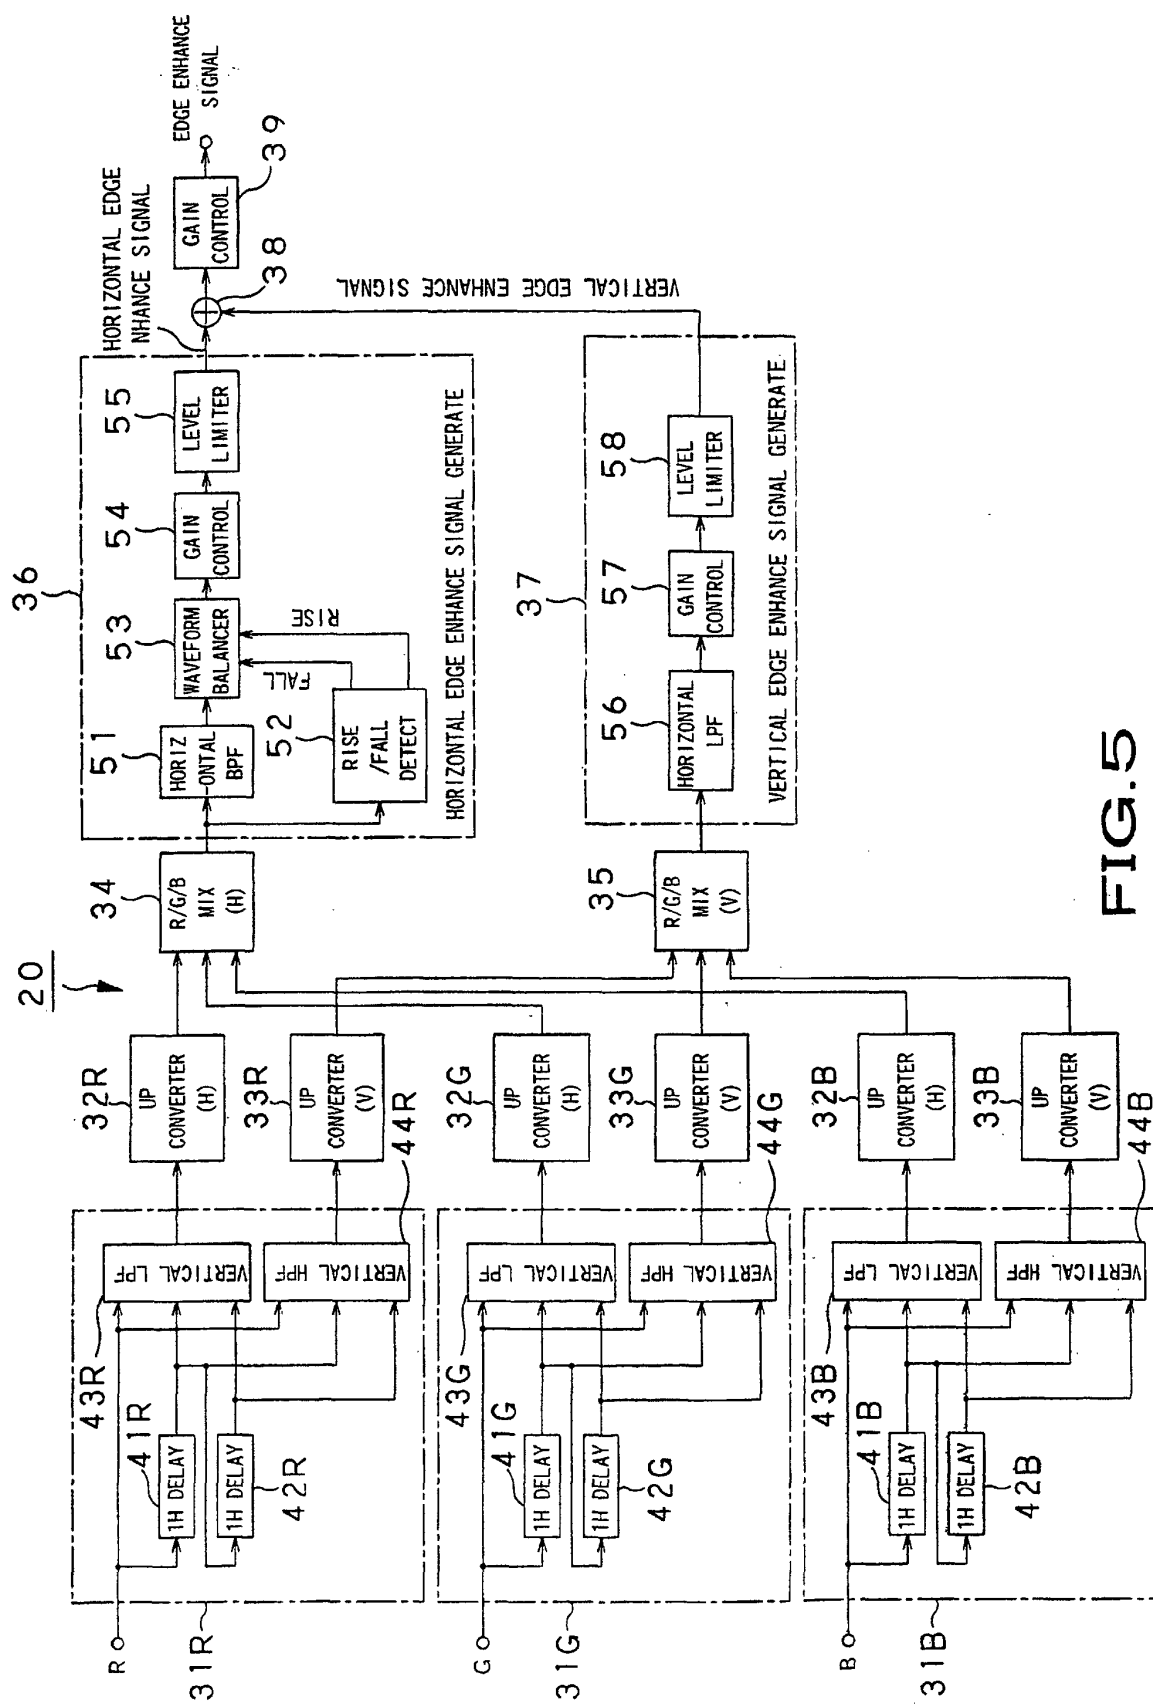 20
R
31R
41R
1H DELAY
42R
1H DELAY
43R
VERTICAL LPF
VERTICAL HPF
44R
32R
UP
CONVERTER
(H)
33R
UP
CONVERTER
(V)
G
31G
41G
1H DELAY
42G
1H DELAY
43G
VERTICAL LPF
VERTICAL HPF
44G
32G
UP
CONVERTER
(H)
33G
UP
CONVERTER
(V)
B
31B
41B
1H DELAY
42B
1H DELAY
43B
VERTICAL LPF
VERTICAL HPF
44B
32B
UP
CONVERTER
(H)
33B
UP
CONVERTER
(V)
34
R/G/B
MIX
(H)
35
R/G/B
MIX
(V)
36
51
HORIZ
ONTAL
BPF
52
RISE
/FALL
DETECT
FALL
RISE
53
WAVEFORM
BALANCER
54
GAIN
CONTROL
55
LEVEL
LIMITER
HORIZONTAL EDGE ENHANCE SIGNAL GENERATE
37
56
HORIZONTAL
LPF
57
GAIN
CONTROL
58
LEVEL
LIMITER
VERTICAL EDGE ENHANCE SIGNAL GENERATE
HORIZONTAL EDGE
NHANCE SIGNAL
VERTICAL EDGE ENHANCE SIGNAL
38
GAIN
CONTROL
39
EDGE ENHANCE
SIGNAL
FIG.5